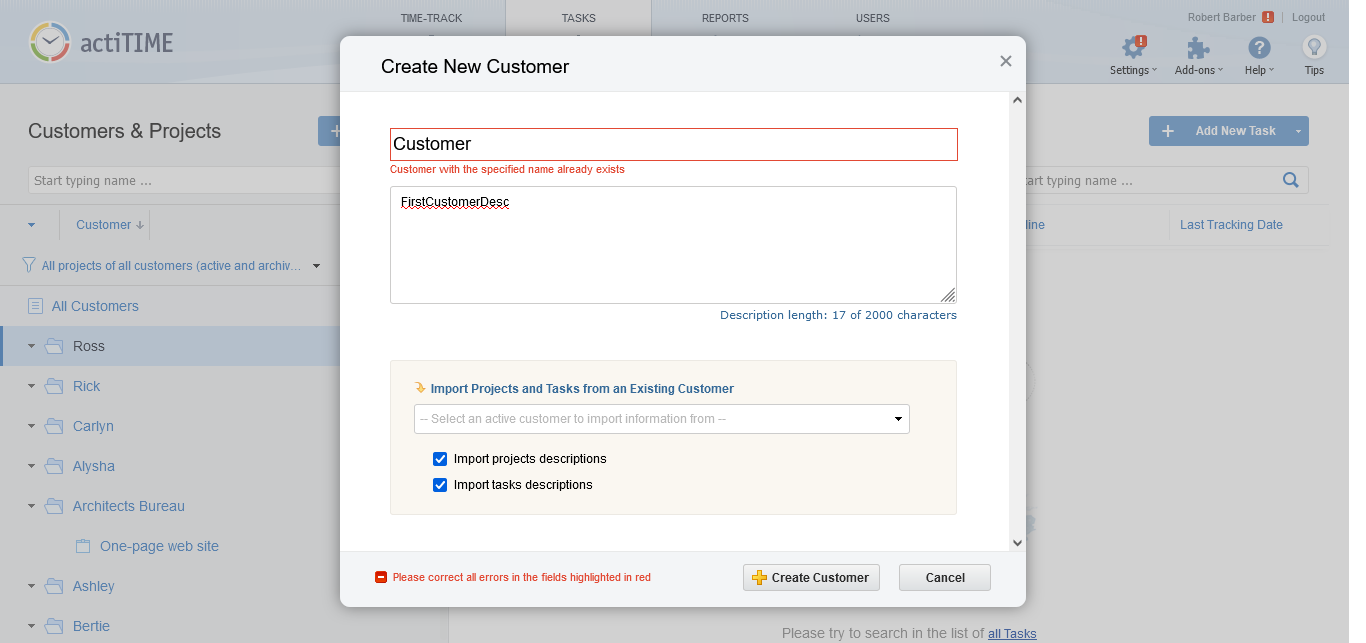 TIME-TRACK
TASKS
REPORTS
USERS
Robert Barber
Logout
actiTIME
Settings
Add-ons
Help
Tips
Create New Customer
Customers & Projects
Add New Task
Customer
Customer with the specified name already exists
Start typing name ...
art typing name ...
FirstCustomerDesc
Customer
line
Last Tracking Date
All projects of all customers (active and archiv...
All Customers
Description length: 17 of 2000 characters
Ross
Rick
Import Projects and Tasks from an Existing Customer
-- Select an active customer to import information from --
Carlyn
Import projects descriptions
Alysha
Import tasks descriptions
Architects Bureau
One-page web site
Ashley
Please correct all errors in the fields highlighted in red
Create Customer
Cancel
Bertie
Please try to search in the list of all Tasks